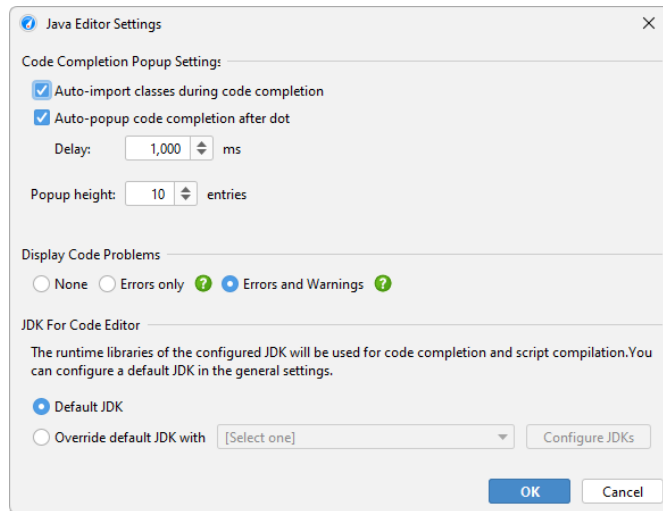 Java Editor Settings
Code Completion Popup Settings
Auto-import classes during code completion
Auto-popup code completion after dot
Delay: 1,000 ms
Popup height: 10 entries
Display Code Problems
None Errors only ? Errors and Warnings ?
JDK For Code Editor
The runtime libraries of the configured JDK will be used for code completion and script compilation.You
can configure a default JDK in the general settings.
Default JDK
Override default JDK with [Select one] Configure JDKs
OK Cancel